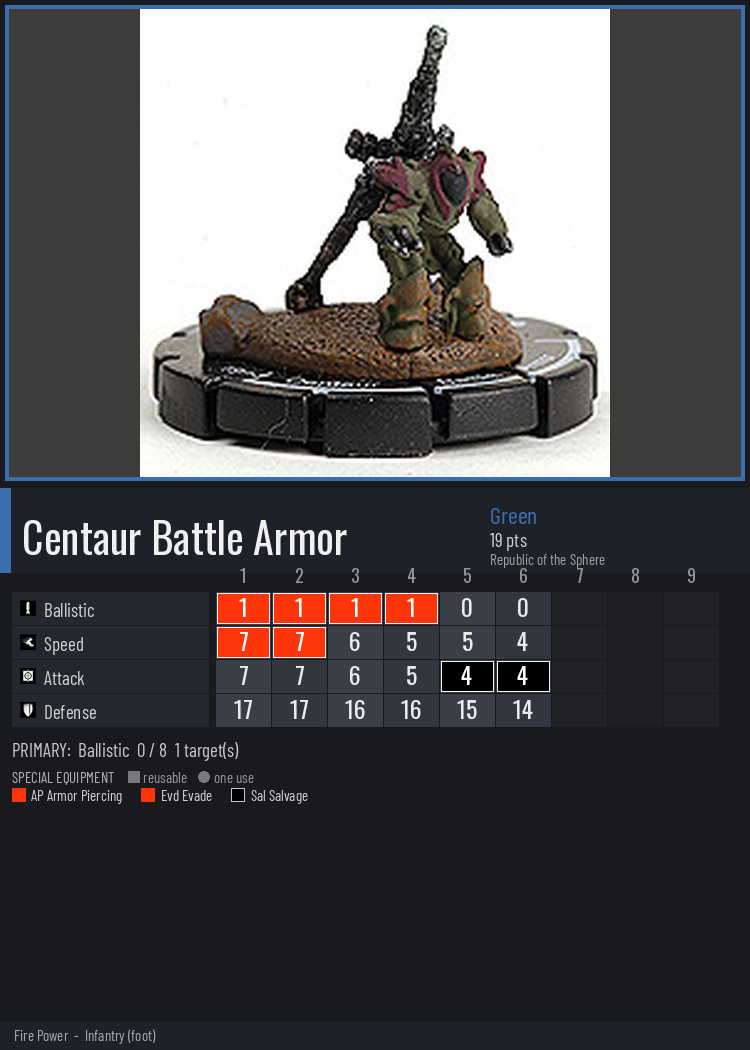 Centaur Battle Armor
Green
19 pts
Republic of the Sphere
1 2 3 4 5 6 7 8 9
Ballistic 1 1 1 1 0 0
Speed 7 7 6 5 5 4
Attack 7 7 6 5 4 4
Defense 17 17 16 16 15 14
PRIMARY: Ballistic 0 / 8 1 target(s)
SPECIAL EQUIPMENT reusable one use
AP Armor Piercing Evd Evade Sal Salvage
Fire Power - Infantry (foot)